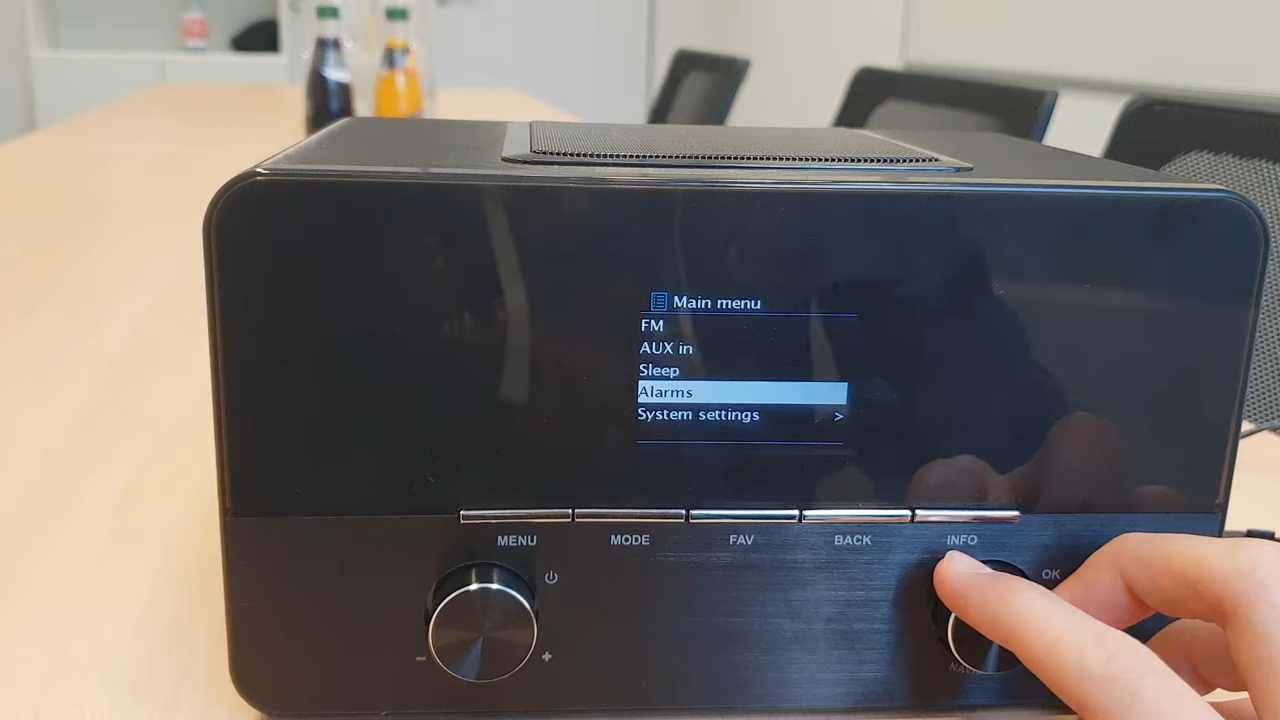 Main menu
FM
AUX in
Sleep
Alarms
System settings >
MENU MODE FAV BACK INFO
OK
- +